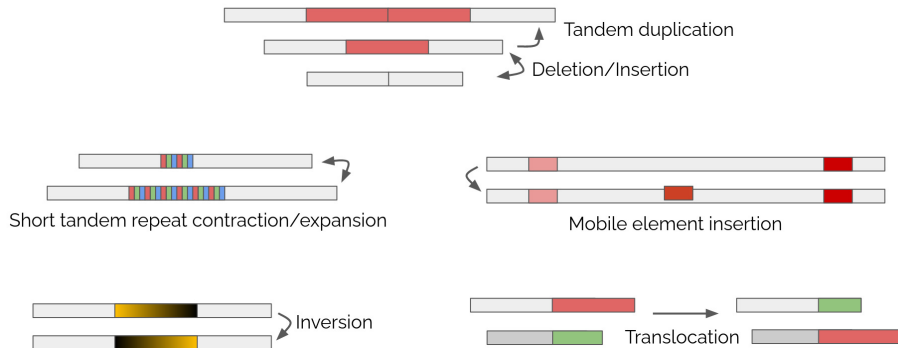 Tandem duplication
Deletion/Insertion
Short tandem repeat contraction/expansion
Mobile element insertion
Inversion
Translocation